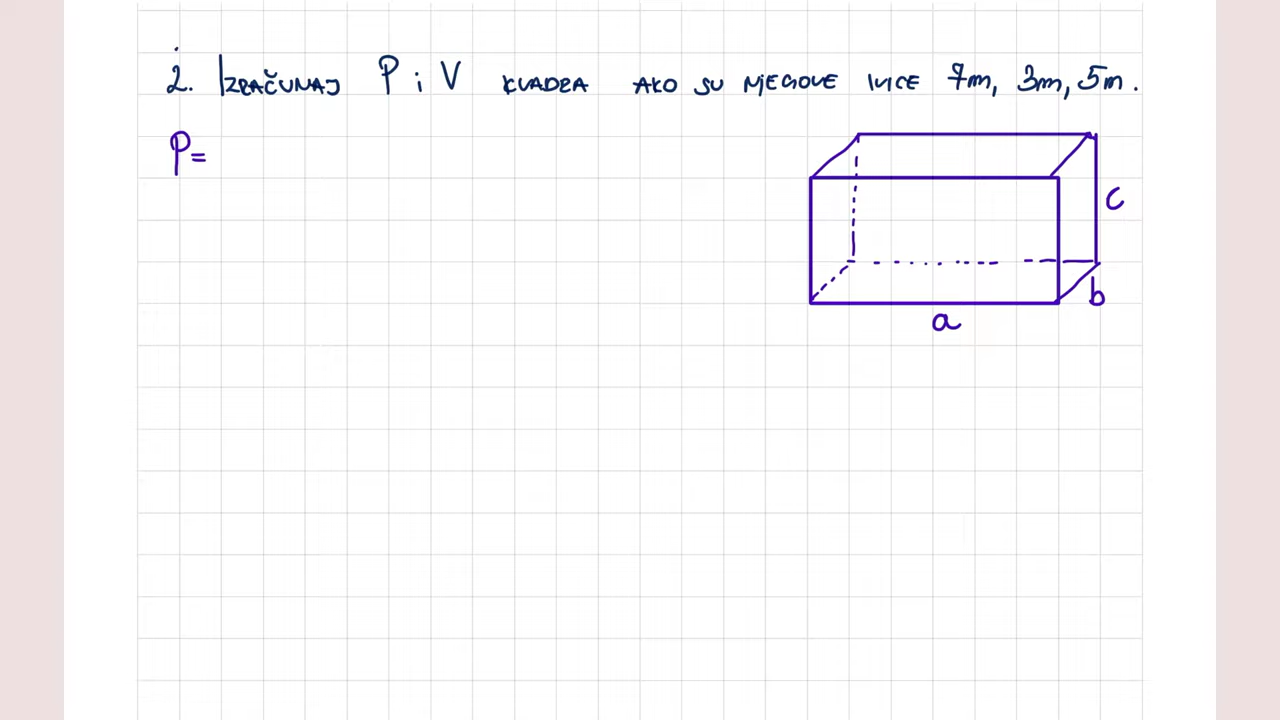 2. IZRAČUNAJ P i V KVADRA AKO SU NJEGOVE IVICE 7m, 3m, 5m.
P=
c
b
a